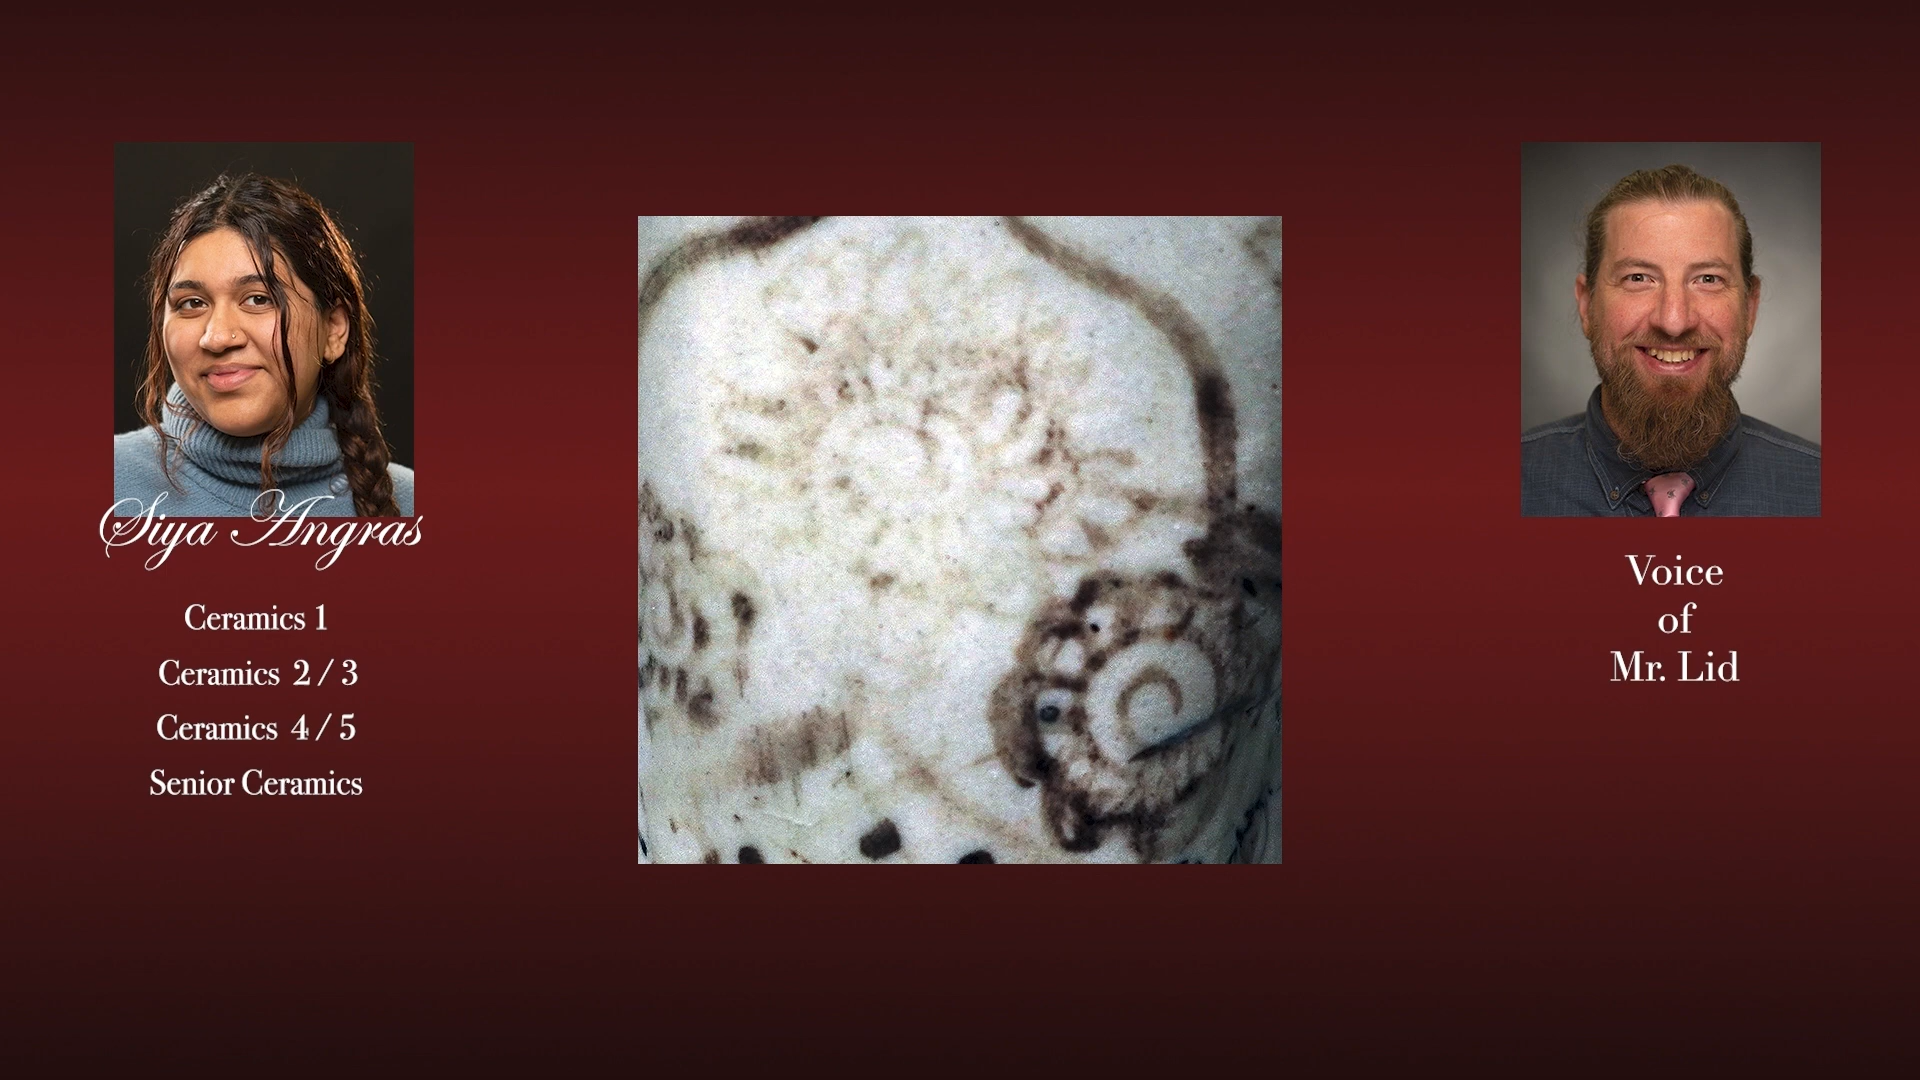 Siya Angras
Ceramics 1
Ceramics 2 / 3
Ceramics 4 / 5
Senior Ceramics
Voice
of
Mr. Lid